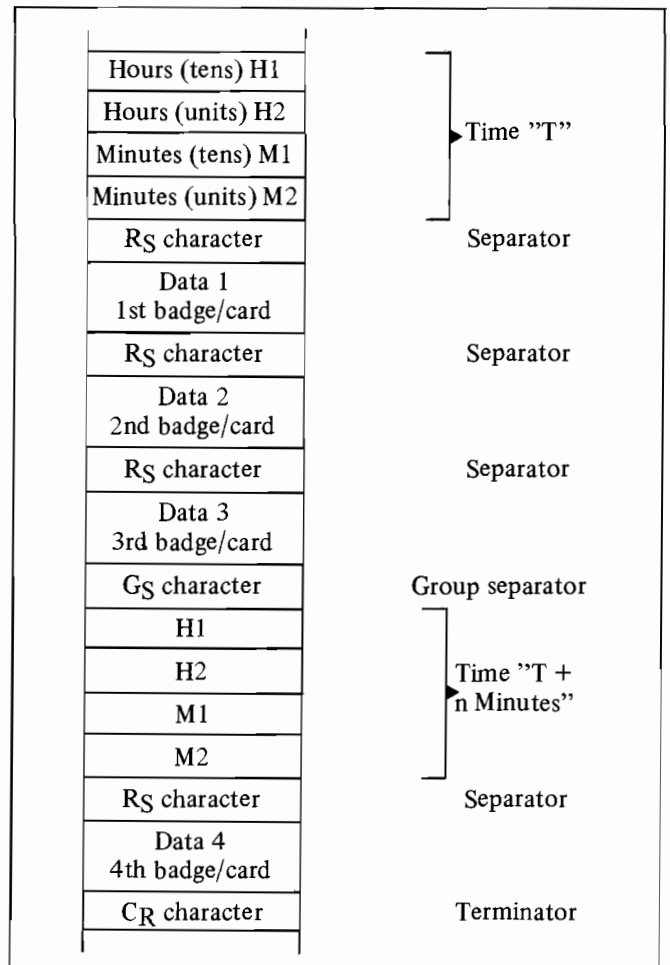 Hours (tens) H1
Hours (units) H2
Minutes (tens) M1
Minutes (units) M2
Time ”T”
RS character
Separator
Data 1
1st badge/card
RS character
Separator
Data 2
2nd badge/card
RS character
Separator
Data 3
3rd badge/card
GS character
Group separator
H1
H2
M1
M2
Time ”T +
n Minutes”
RS character
Separator
Data 4
4th badge/card
CR character
Terminator